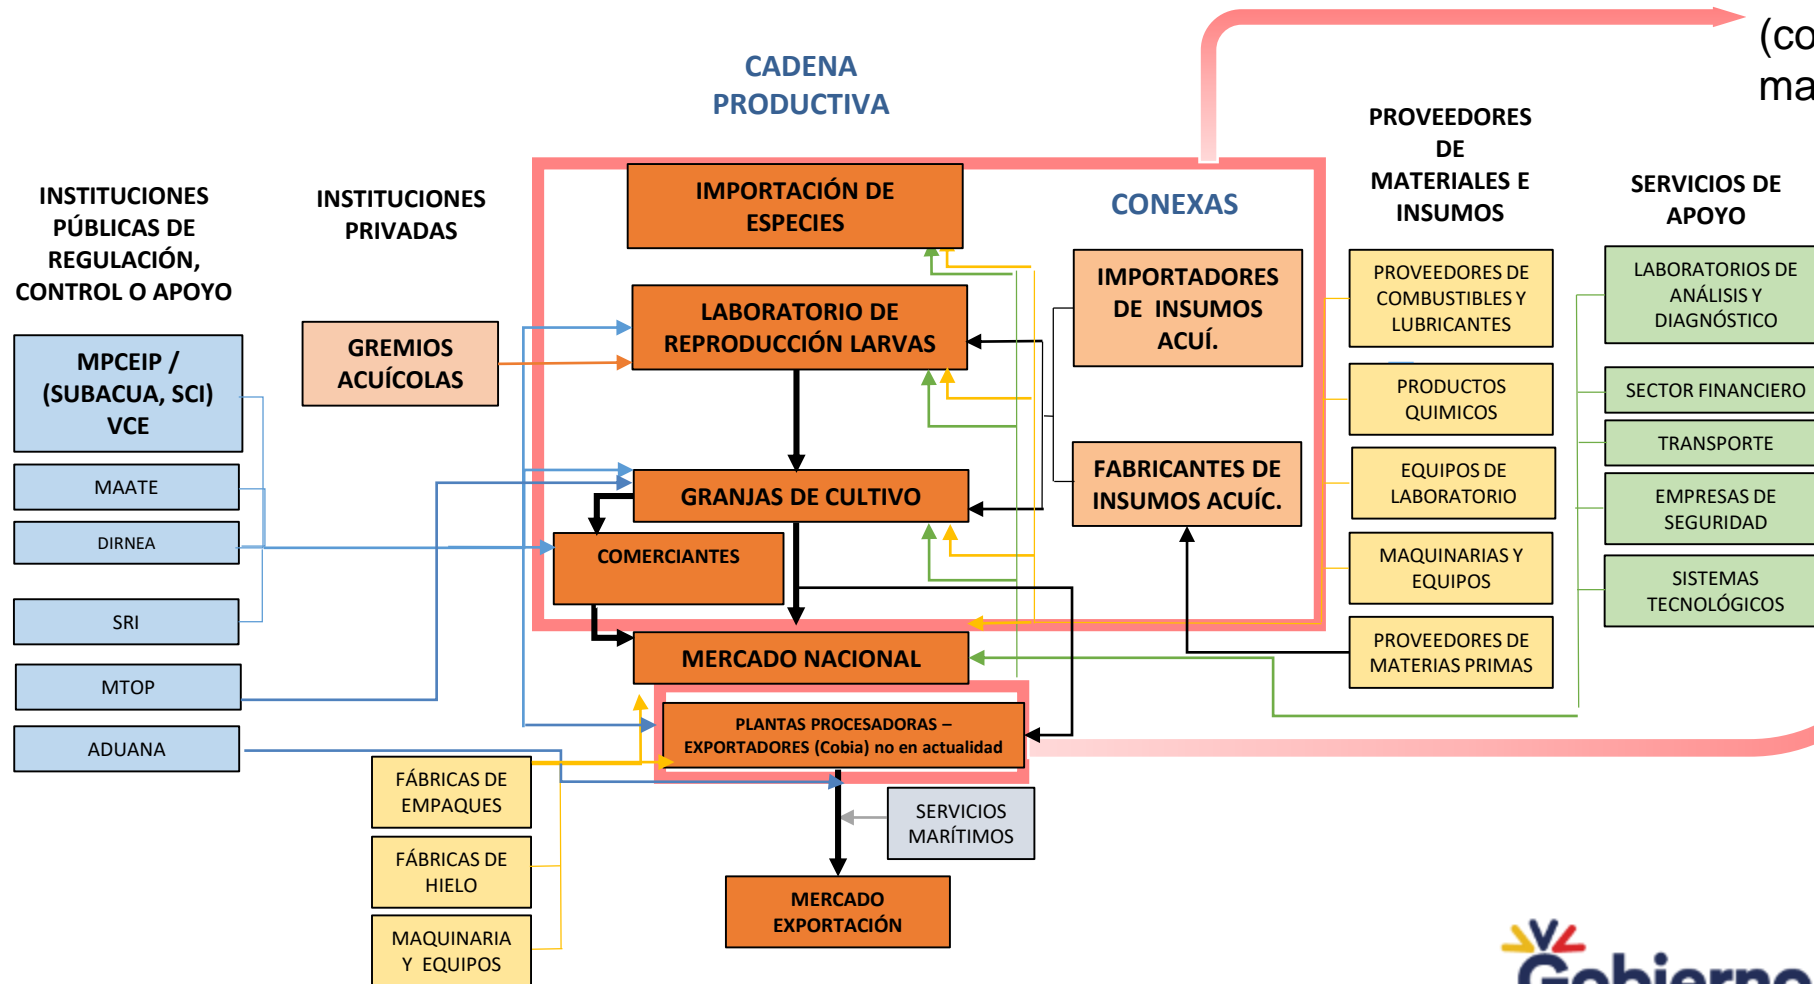 (co
ma
CADENA
PRODUCTIVA
INSTITUCIONES
PÚBLICAS DE
REGULACIÓN,
CONTROL O APOYO
MPCEIP /
(SUBACUA, SCI)
VCE
MAATE
DIRNEA
SRI
MTOP
ADUANA
INSTITUCIONES
PRIVADAS
GREMIOS
ACUÍCOLAS
FÁBRICAS DE
EMPAQUES
FÁBRICAS DE
HIELO
MAQUINARIA
Y EQUIPOS
IMPORTACIÓN DE
ESPECIES
LABORATORIO DE
REPRODUCCIÓN LARVAS
GRANJAS DE CULTIVO
COMERCIANTES
MERCADO NACIONAL
PLANTAS PROCESADORAS –
EXPORTADORES (Cobia) no en actualidad
SERVICIOS
MARÍTIMOS
MERCADO
EXPORTACIÓN
CONEXAS
IMPORTADORES
DE INSUMOS
ACUÍ.
FABRICANTES DE
INSUMOS ACUÍC.
PROVEEDORES
DE
MATERIALES E
INSUMOS
PROVEEDORES DE
COMBUSTIBLES Y
LUBRICANTES
PRODUCTOS
QUIMICOS
EQUIPOS DE
LABORATORIO
MAQUINARIAS Y
EQUIPOS
PROVEEDORES DE
MATERIAS PRIMAS
SERVICIOS DE
APOYO
LABORATORIOS DE
ANÁLISIS Y
DIAGNÓSTICO
SECTOR FINANCIERO
TRANSPORTE
EMPRESAS DE
SEGURIDAD
SISTEMAS
TECNOLÓGICOS
Gobierno